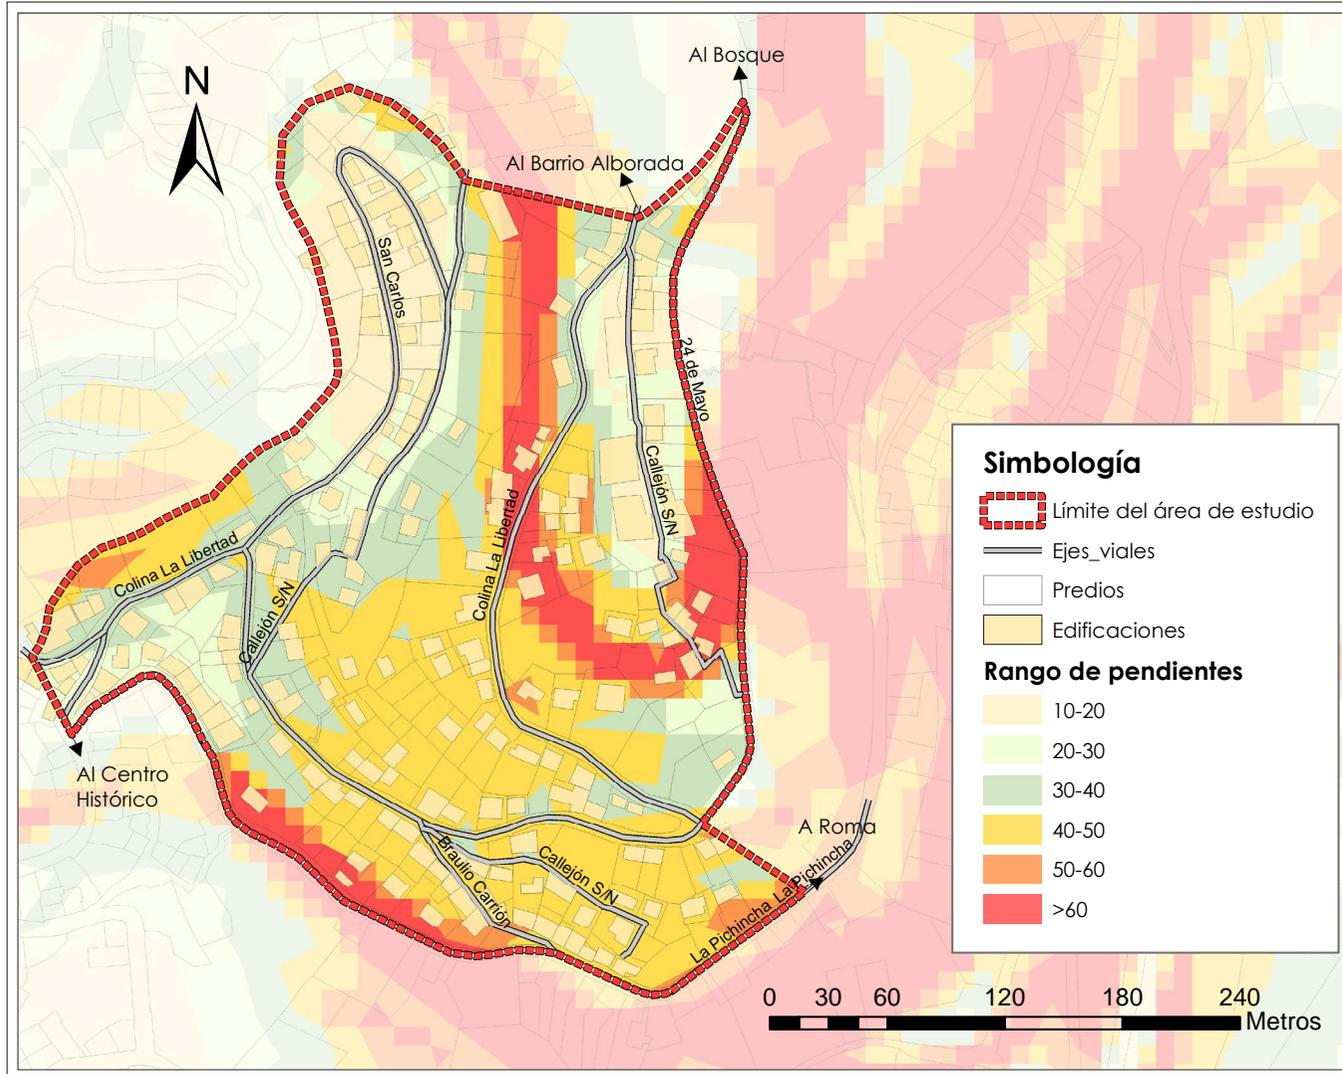 Al Bosque
N
Al Barrio Alborada
San Carlos
24 de Mayo
Callejón S/N
Colina La Libertad
Colina La Libertad
Callejón S/N
Al Centro
Histórico
A Roma
Braulio Carrión
Callejón S/N
La Pichincha
La Pichincha
Simbología
Límite del área de estudio
Ejes_viales
Predios
Edificaciones
Rango de pendientes
10-20
20-30
30-40
40-50
50-60
>60
0 30 60 120 180 240
Metros